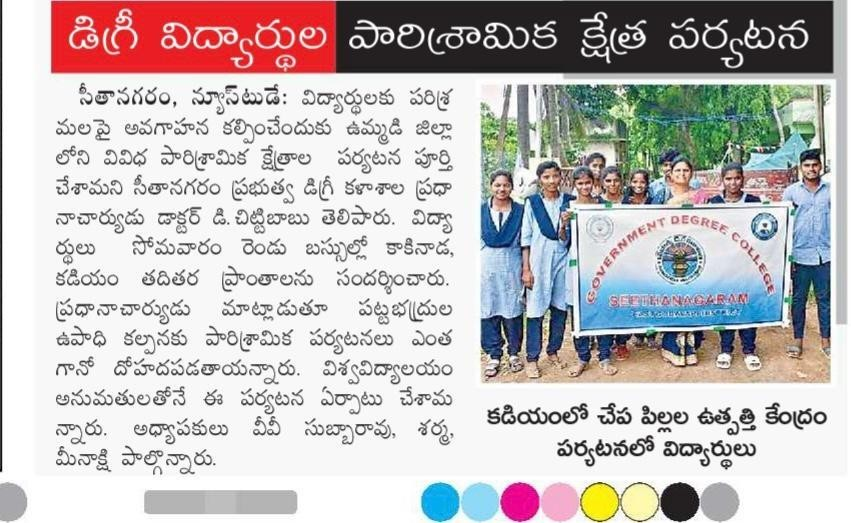 డిగ్రీ విద్యార్థుల పారిశ్రామిక క్షేత్ర పర్యటన
సీతానగరం, న్యూస్‌టుడే: విద్యార్థులకు పరిశ్ర
మలపై అవగాహన కల్పించేందుకు ఉమ్మడి జిల్లా
లోని వివిధ పారిశ్రామిక క్షేత్రాల పర్యటన పూర్తి
చేశామని సీతానగరం ప్రభుత్వ డిగ్రీ కళాశాల ప్రధా
నాచార్యుడు డాక్టర్ డి.చిట్టిబాబు తెలిపారు. విద్యా
ర్థులు సోమవారం రెండు బస్సుల్లో కాకినాడ,
కడియం తదితర ప్రాంతాలను సందర్శించారు.
ప్రధానాచార్యుడు మాట్లాడుతూ పట్టభద్రుల
ఉపాధి కల్పనకు పారిశ్రామిక పర్యటనలు ఎంత
గానో దోహదపడతాయన్నారు. విశ్వవిద్యాలయం
అనుమతులతోనే ఈ పర్యటన ఏర్పాటు చేశామ
న్నారు. అధ్యాపకులు వీవీ సుబ్బారావు, శర్మ,
మీనాక్షి పాల్గొన్నారు.
GOVERNMENT DEGREE COLLEGE
SEETHANAGARAM
కడియంలో చేప పిల్లల ఉత్పత్తి కేంద్రం
పర్యటనలో విద్యార్థులు